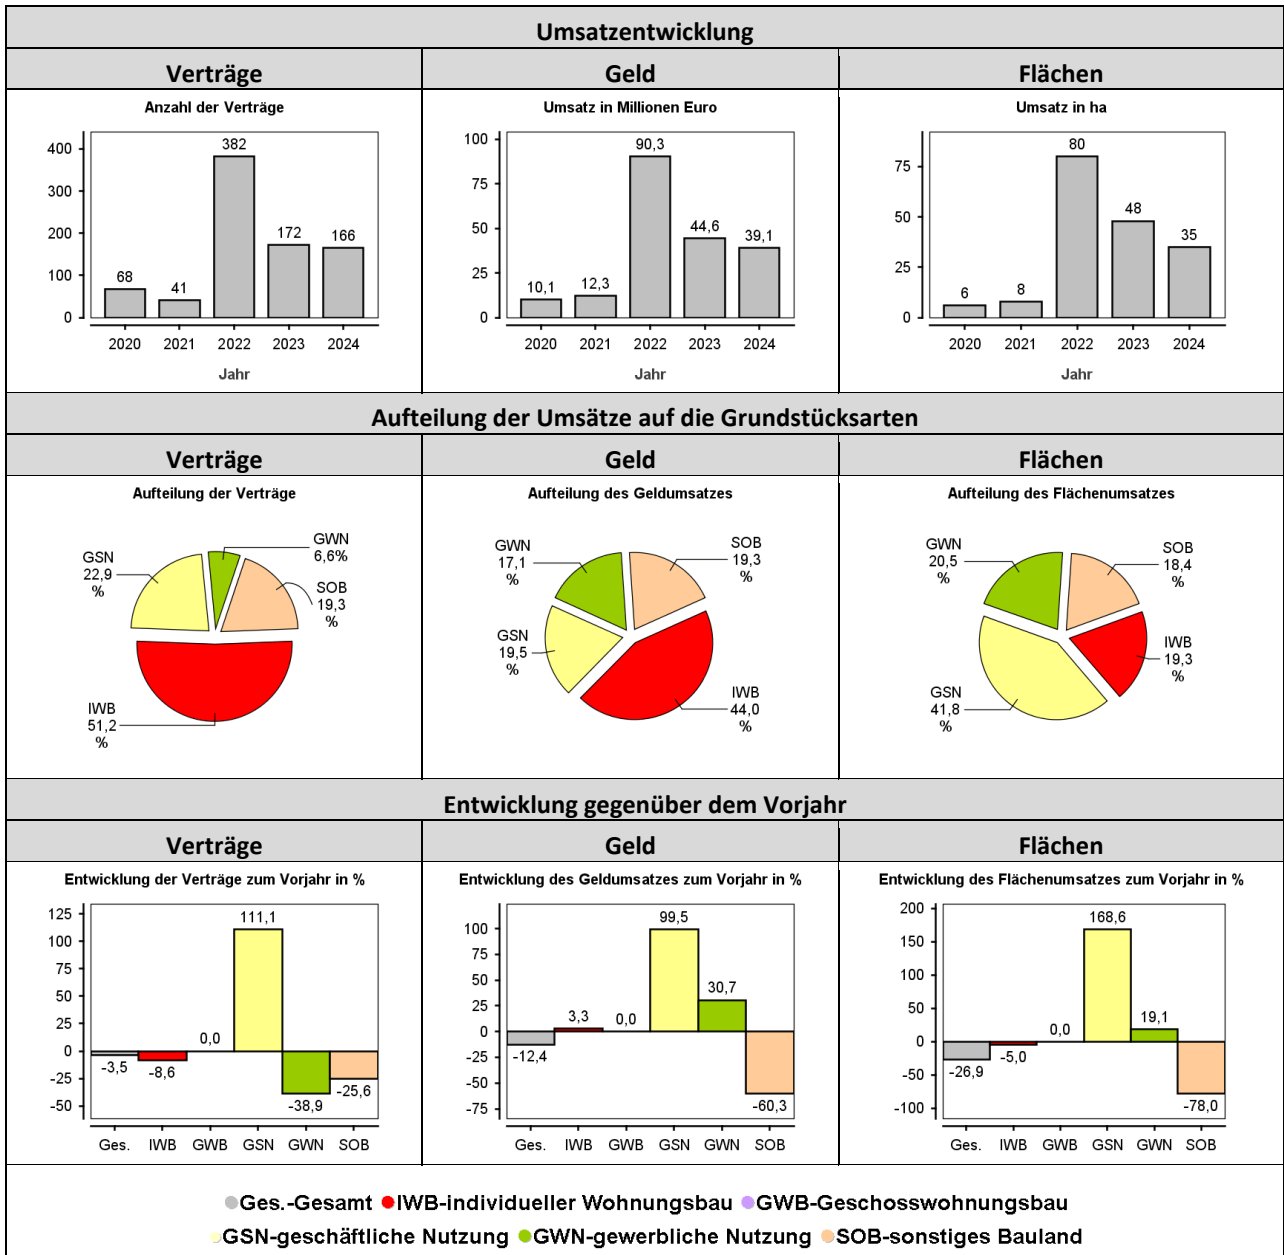 Umsatzentwicklung
Verträge Geld Flächen
Anzahl der Verträge
400
300
200
100
0
68
41
382
172
166
2020 2021 2022 2023 2024
Jahr
Umsatz in Millionen Euro
100
75
50
25
0
10,1
12,3
90,3
44,6
39,1
2020 2021 2022 2023 2024
Jahr
Umsatz in ha
75
50
25
0
6
8
80
48
35
2020 2021 2022 2023 2024
Jahr
Aufteilung der Umsätze auf die Grundstücksarten
Verträge Geld Flächen
Aufteilung der Verträge
GWN
6,6%
GSN
22,9
%
SOB
19,3
%
IWB
51,2
%
Aufteilung des Geldumsatzes
GWN
17,1
%
SOB
19,3
%
GSN
19,5
%
IWB
44,0
%
Aufteilung des Flächenumsatzes
GWN
20,5
%
SOB
18,4
%
IWB
19,3
%
GSN
41,8
%
Entwicklung gegenüber dem Vorjahr
Verträge Geld Flächen
Entwicklung der Verträge zum Vorjahr in %
125
100
75
50
25
0
-25
-50
-3,5
-8,6
0,0
111,1
-38,9
-25,6
Ges. IWB GWB GSN GWN SOB
Entwicklung des Geldumsatzes zum Vorjahr in %
100
75
50
25
0
-25
-50
-75
-12,4
3,3
0,0
99,5
30,7
-60,3
Ges. IWB GWB GSN GWN SOB
Entwicklung des Flächenumsatzes zum Vorjahr in %
200
150
100
50
0
-50
-100
-26,9
-5,0
0,0
168,6
19,1
-78,0
Ges. IWB GWB GSN GWN SOB
Ges.-Gesamt IWB-individueller Wohnungsbau GWB-Geschosswohnungsbau
GSN-geschäftliche Nutzung GWN-gewerbliche Nutzung SOB-sonstiges Bauland